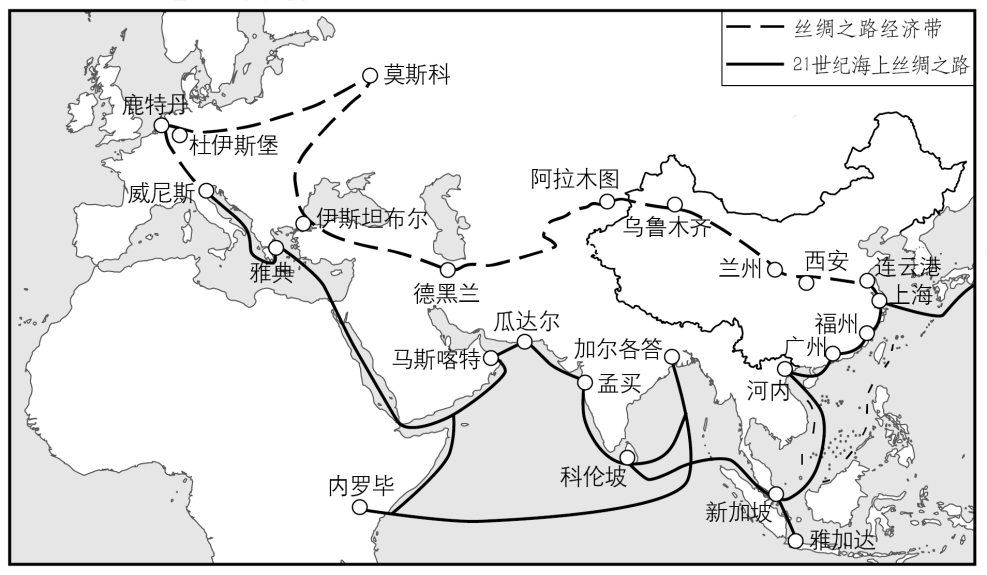 丝绸之路经济带
21世纪海上丝绸之路
莫斯科
鹿特丹
杜伊斯堡
威尼斯
伊斯坦布尔
雅典
德黑兰
阿拉木图
乌鲁木齐
兰州
西安
连云港
上海
福州
广州
河内
瓜达尔
马斯喀特
加尔各答
孟买
科伦坡
内罗毕
新加坡
雅加达